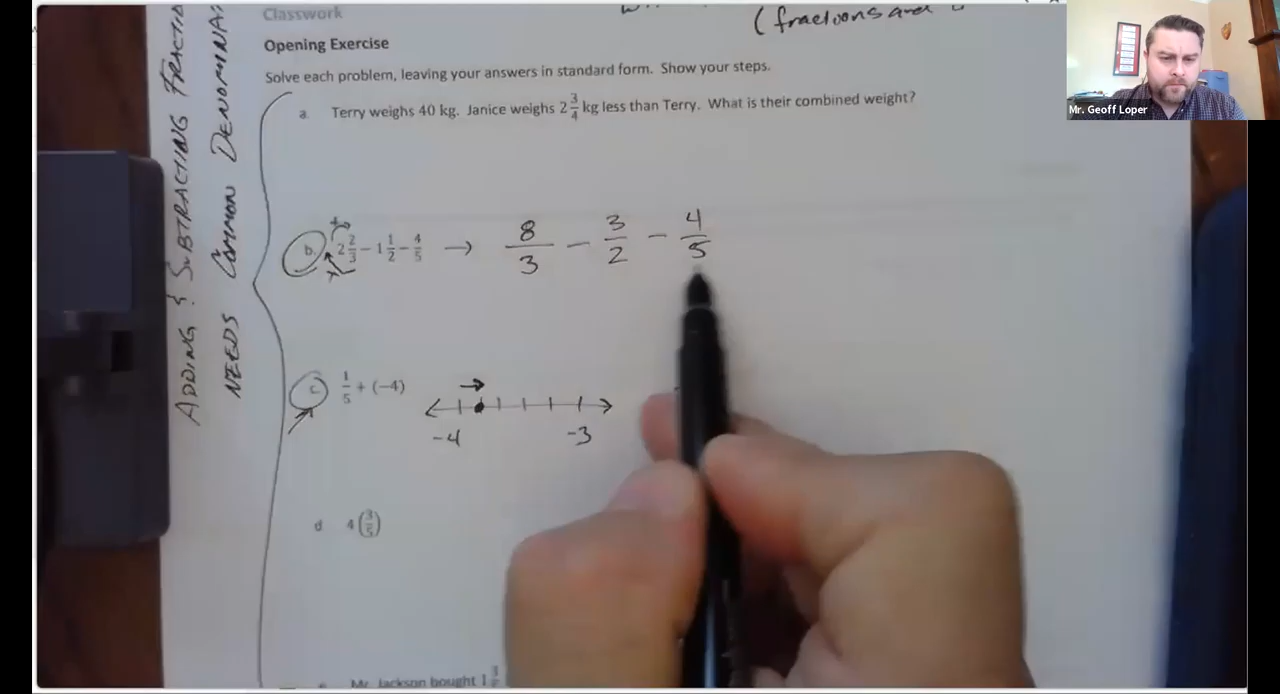 Classwork
(fractions and
Mr. Geoff Loper
Opening Exercise
Solve each problem, leaving your answers in standard form. Show your steps.
a. Terry weighs 40 kg. Janice weighs 2 3/4 kg less than Terry. What is their combined weight?
ADDING & SUBTRACTING FRACTIO
NEEDS COMMON DENOMINA
b. 2 2/3 - 1 1/2 - 4/5 → 8/3 - 3/2 - 4/5
+
x
c. 1/5 + (-4)
-4 -3
d 4(3/5)
Mr. Jackson bought 1